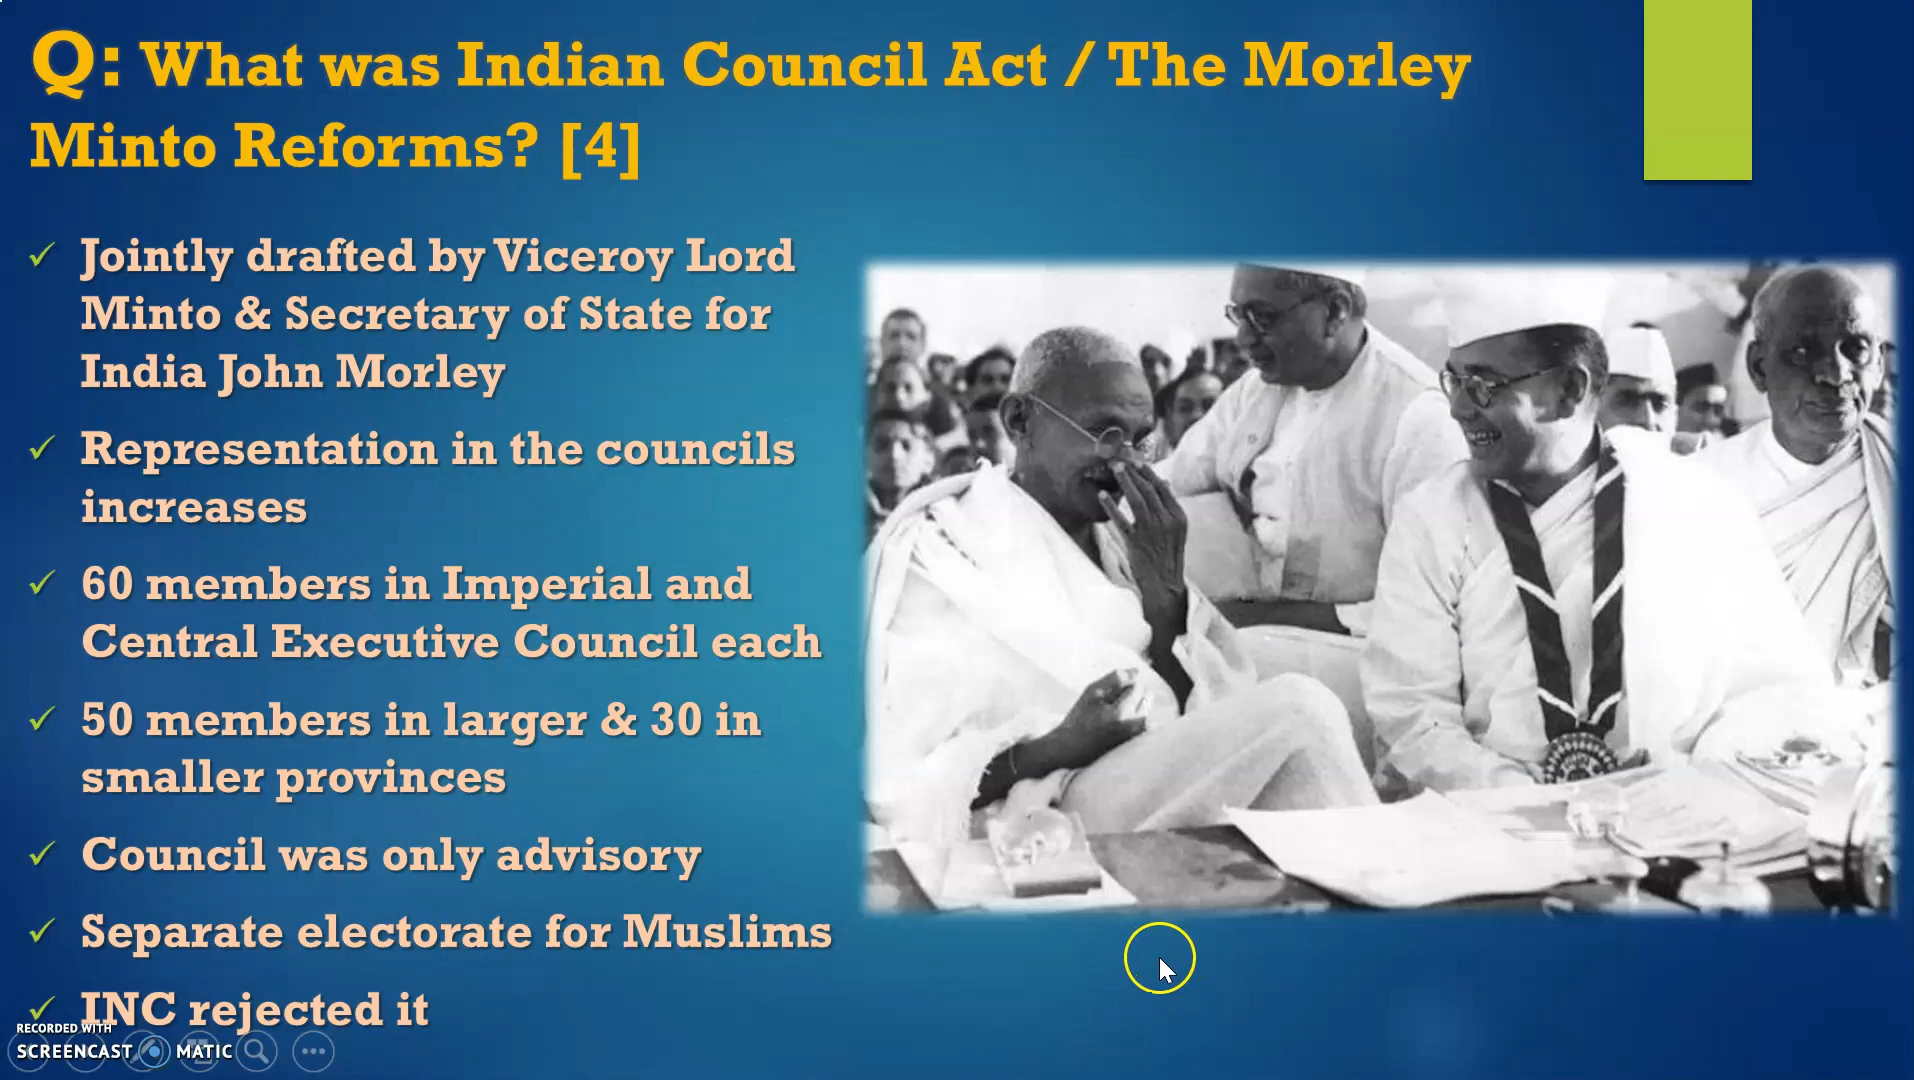 Q: What was Indian Council Act / The Morley
Minto Reforms? [4]
✓ Jointly drafted by Viceroy Lord
Minto & Secretary of State for
India John Morley
✓ Representation in the councils
increases
✓ 60 members in Imperial and
Central Executive Council each
✓ 50 members in larger & 30 in
smaller provinces
✓ Council was only advisory
✓ Separate electorate for Muslims
✓ INC rejected it
RECORDED WITH
SCREENCAST MATIC